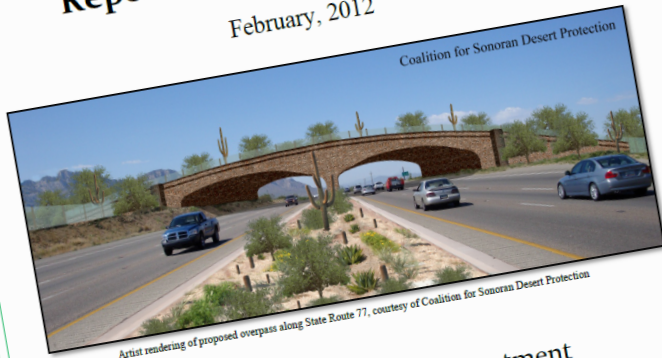 February, 2012
Coalition for Sonoran Desert Protection
Artist rendering of proposed overpass along State Route 77, courtesy of Coalition for Sonoran Desert Protection